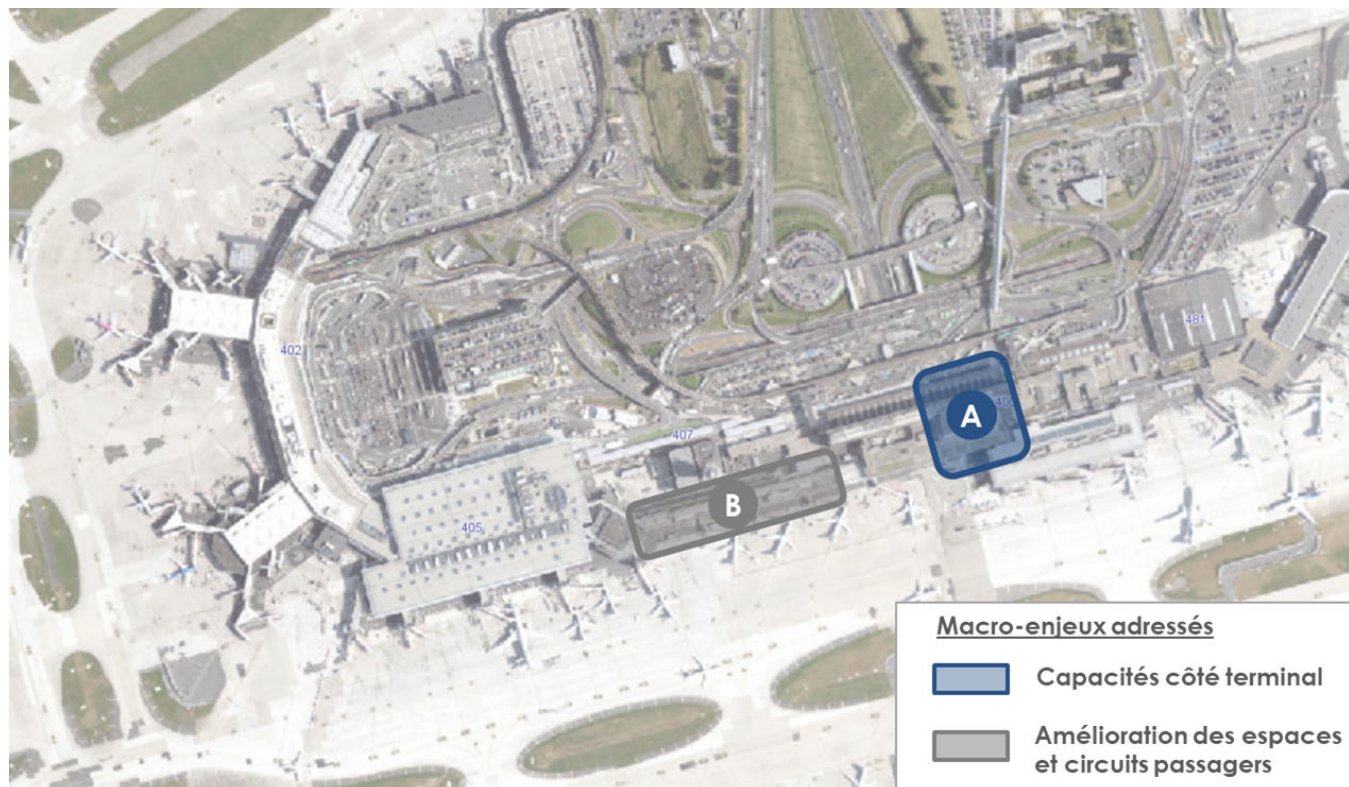 402
481
A
407
B
405
Macro-enjeux adressés
Capacités côté terminal
Amélioration des espaces
et circuits passagers